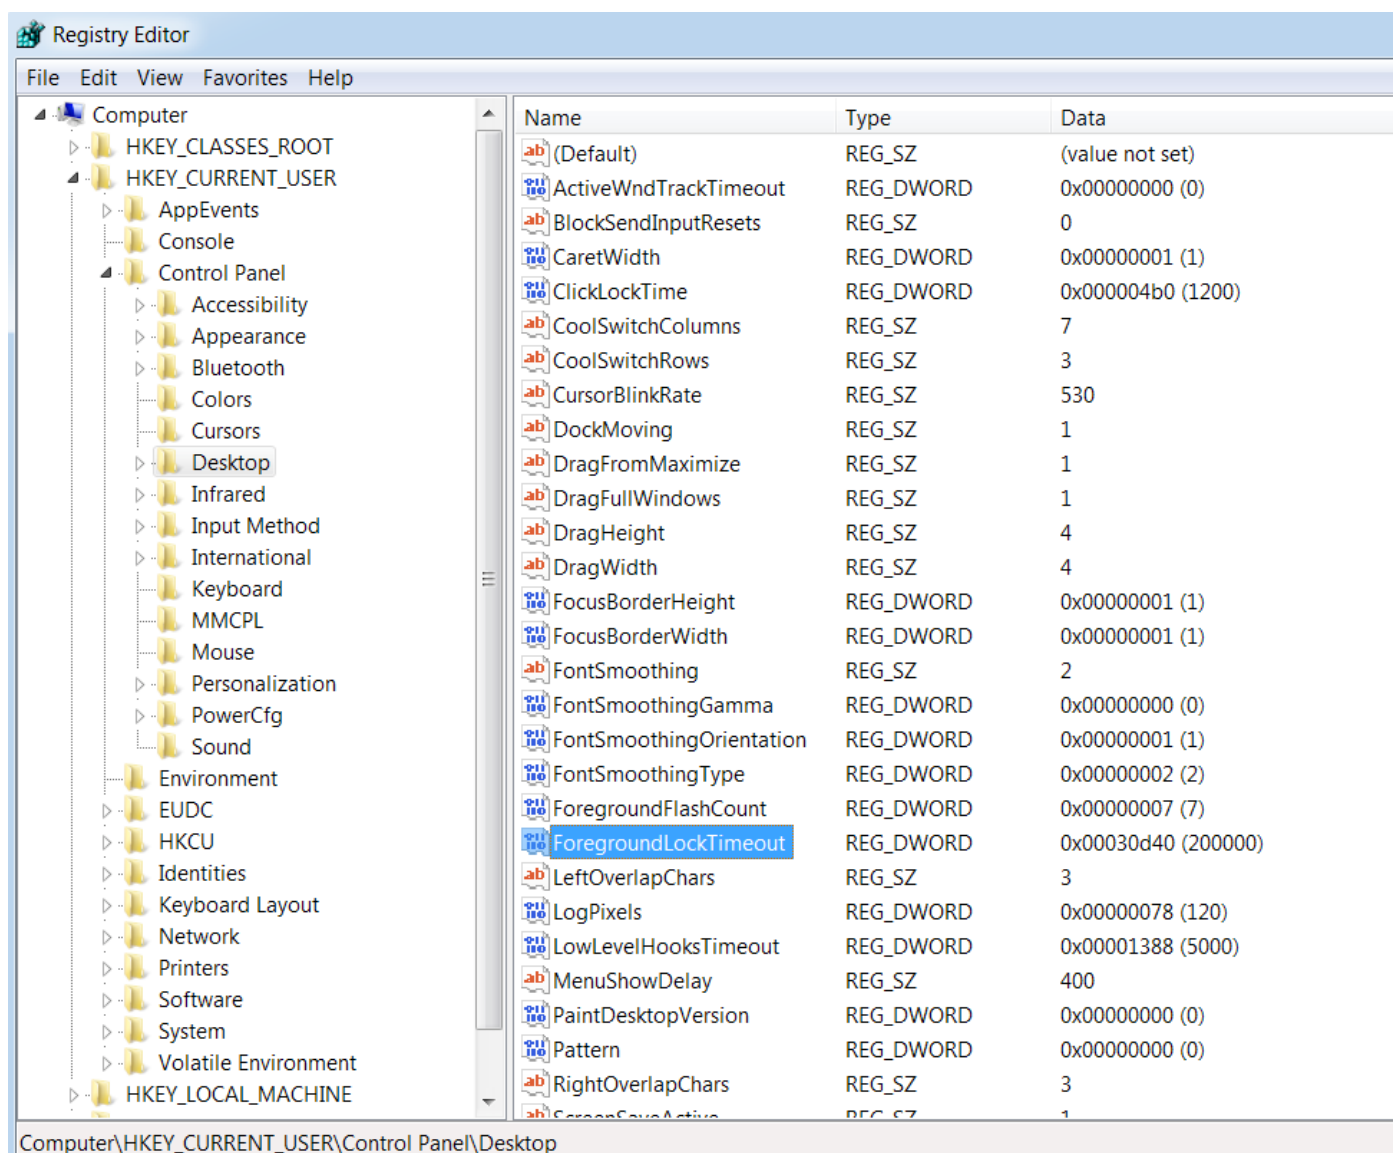 Registry Editor
File Edit View Favorites Help
Computer
HKEY_CLASSES_ROOT
HKEY_CURRENT_USER
AppEvents
Console
Control Panel
Accessibility
Appearance
Bluetooth
Colors
Cursors
Desktop
Infrared
Input Method
International
Keyboard
MMCPL
Mouse
Personalization
PowerCfg
Sound
Environment
EUDC
HKCU
Identities
Keyboard Layout
Network
Printers
Software
System
Volatile Environment
HKEY_LOCAL_MACHINE
Name Type Data
(Default) REG_SZ (value not set)
ActiveWndTrackTimeout REG_DWORD 0x00000000 (0)
BlockSendInputResets REG_SZ 0
CaretWidth REG_DWORD 0x00000001 (1)
ClickLockTime REG_DWORD 0x000004b0 (1200)
CoolSwitchColumns REG_SZ 7
CoolSwitchRows REG_SZ 3
CursorBlinkRate REG_SZ 530
DockMoving REG_SZ 1
DragFromMaximize REG_SZ 1
DragFullWindows REG_SZ 1
DragHeight REG_SZ 4
DragWidth REG_SZ 4
FocusBorderHeight REG_DWORD 0x00000001 (1)
FocusBorderWidth REG_DWORD 0x00000001 (1)
FontSmoothing REG_SZ 2
FontSmoothingGamma REG_DWORD 0x00000000 (0)
FontSmoothingOrientation REG_DWORD 0x00000001 (1)
FontSmoothingType REG_DWORD 0x00000002 (2)
ForegroundFlashCount REG_DWORD 0x00000007 (7)
ForegroundLockTimeout REG_DWORD 0x00030d40 (200000)
LeftOverlapChars REG_SZ 3
LogPixels REG_DWORD 0x00000078 (120)
LowLevelHooksTimeout REG_DWORD 0x00001388 (5000)
MenuShowDelay REG_SZ 400
PaintDesktopVersion REG_DWORD 0x00000000 (0)
Pattern REG_DWORD 0x00000000 (0)
RightOverlapChars REG_SZ 3
ScreenSaveActive REG_SZ 1
Computer\HKEY_CURRENT_USER\Control Panel\Desktop